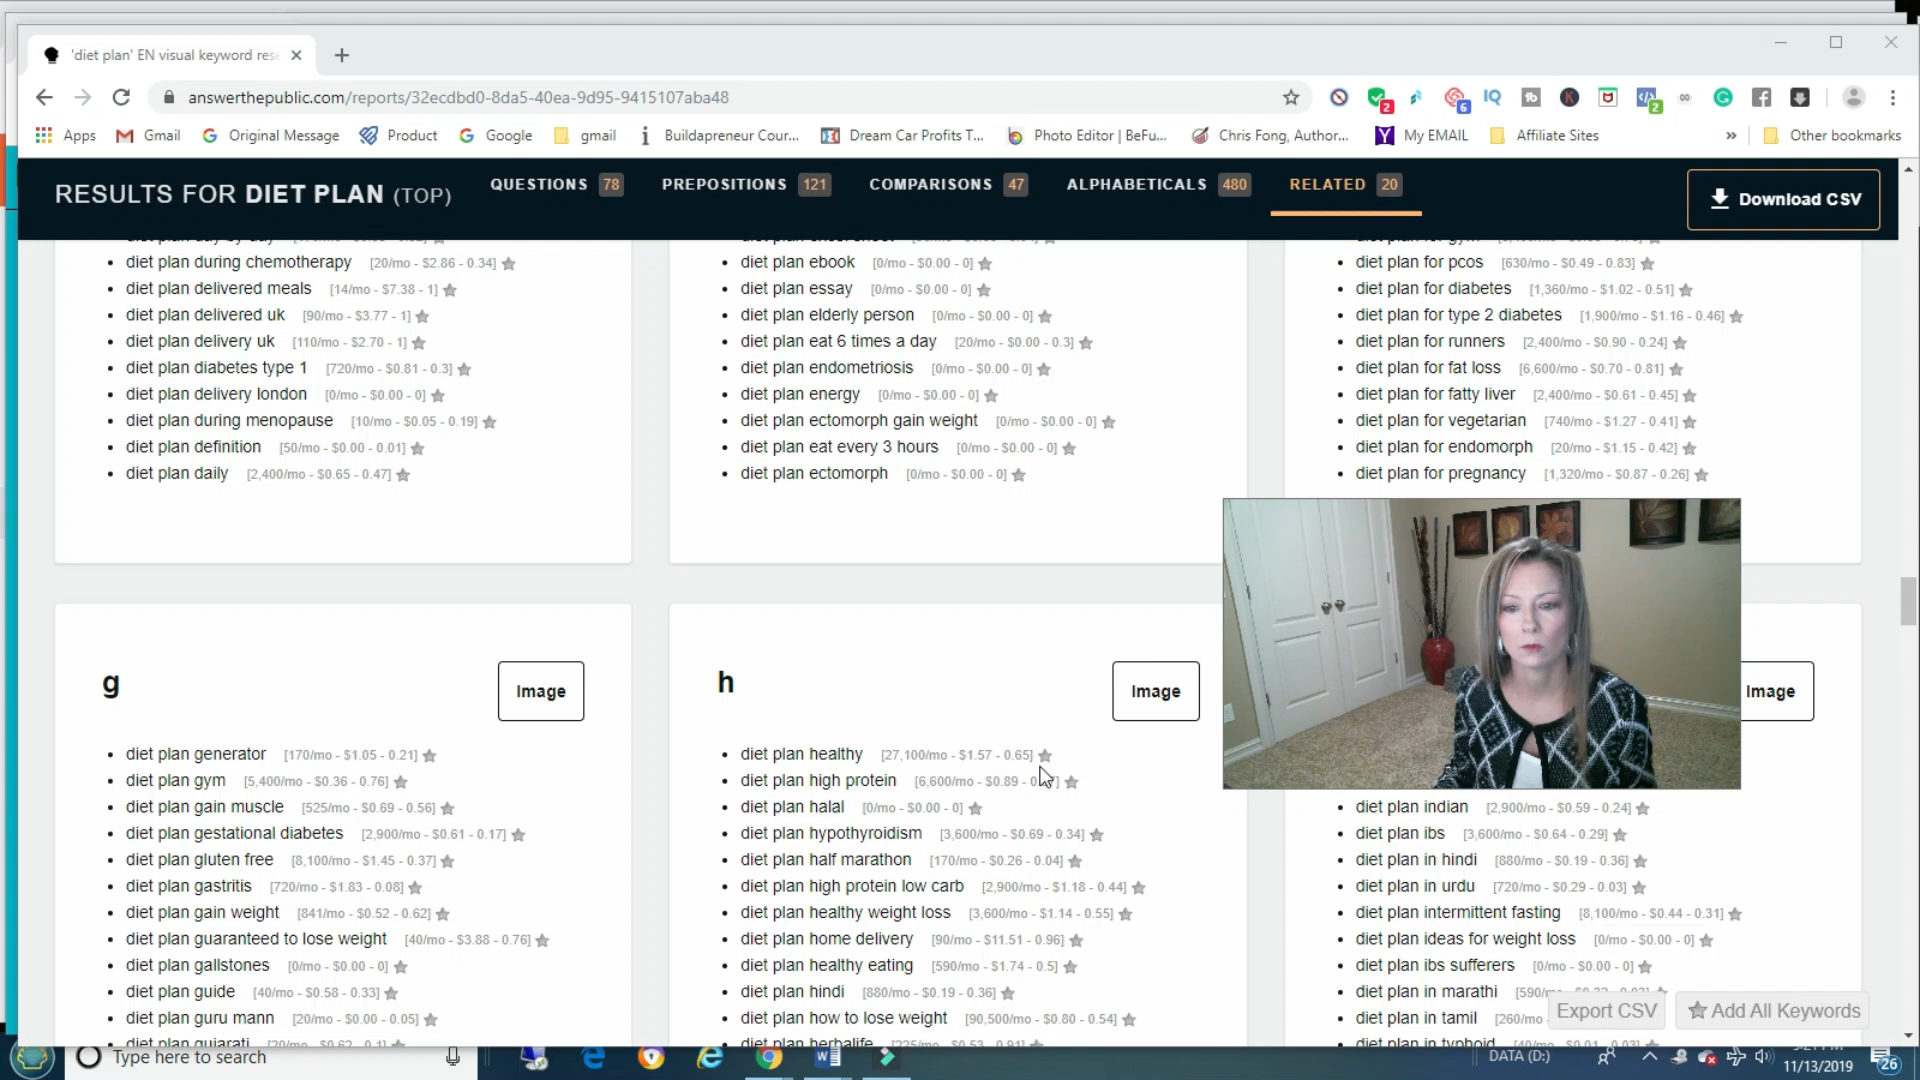 'diet plan' EN visual keyword rese
answerthepublic.com/reports/32ecdbd0-8da5-40ea-9d95-9415107aba48
2
6
IQ
2
Apps
Gmail
Original Message
Product
Google
gmail
Buildapreneur Cour...
Dream Car Profits T...
Photo Editor | BeFu...
Chris Fong, Author...
My EMAIL
Affiliate Sites
»
Other bookmarks
RESULTS FOR DIET PLAN (TOP)
QUESTIONS 78
PREPOSITIONS 121
COMPARISONS 47
ALPHABETICALS 480
RELATED 20
Download CSV
diet plan during chemotherapy [20/mo - $2.86 - 0.34]
diet plan delivered meals [14/mo - $7.38 - 1]
diet plan delivered uk [90/mo - $3.77 - 1]
diet plan delivery uk [110/mo - $2.70 - 1]
diet plan diabetes type 1 [720/mo - $0.81 - 0.3]
diet plan delivery london [0/mo - $0.00 - 0]
diet plan during menopause [10/mo - $0.05 - 0.19]
diet plan definition [50/mo - $0.00 - 0.01]
diet plan daily [2,400/mo - $0.65 - 0.47]
diet plan ebook [0/mo - $0.00 - 0]
diet plan essay [0/mo - $0.00 - 0]
diet plan elderly person [0/mo - $0.00 - 0]
diet plan eat 6 times a day [20/mo - $0.00 - 0.3]
diet plan endometriosis [0/mo - $0.00 - 0]
diet plan energy [0/mo - $0.00 - 0]
diet plan ectomorph gain weight [0/mo - $0.00 - 0]
diet plan eat every 3 hours [0/mo - $0.00 - 0]
diet plan ectomorph [0/mo - $0.00 - 0]
diet plan for pcos [630/mo - $0.49 - 0.83]
diet plan for diabetes [1,360/mo - $1.02 - 0.51]
diet plan for type 2 diabetes [1,900/mo - $1.16 - 0.46]
diet plan for runners [2,400/mo - $0.90 - 0.24]
diet plan for fat loss [6,600/mo - $0.70 - 0.81]
diet plan for fatty liver [2,400/mo - $0.61 - 0.45]
diet plan for vegetarian [740/mo - $1.27 - 0.41]
diet plan for endomorph [20/mo - $1.15 - 0.42]
diet plan for pregnancy [1,320/mo - $0.87 - 0.26]
g
Image
diet plan generator [170/mo - $1.05 - 0.21]
diet plan gym [5,400/mo - $0.36 - 0.76]
diet plan gain muscle [525/mo - $0.69 - 0.56]
diet plan gestational diabetes [2,900/mo - $0.61 - 0.17]
diet plan gluten free [8,100/mo - $1.45 - 0.37]
diet plan gastritis [720/mo - $1.83 - 0.08]
diet plan gain weight [841/mo - $0.52 - 0.62]
diet plan guaranteed to lose weight [40/mo - $3.88 - 0.76]
diet plan gallstones [0/mo - $0.00 - 0]
diet plan guide [40/mo - $0.58 - 0.33]
diet plan guru mann [20/mo - $0.00 - 0.05]
diet plan gujarati
h
Image
diet plan healthy [27,100/mo - $1.57 - 0.65]
diet plan high protein [6,600/mo - $0.89 -
diet plan halal [0/mo - $0.00 - 0]
diet plan hypothyroidism [3,600/mo - $0.69 - 0.34]
diet plan half marathon [170/mo - $0.26 - 0.04]
diet plan high protein low carb [2,900/mo - $1.18 - 0.44]
diet plan healthy weight loss [3,600/mo - $1.14 - 0.55]
diet plan home delivery [90/mo - $11.51 - 0.96]
diet plan healthy eating [590/mo - $1.74 - 0.5]
diet plan hindi [880/mo - $0.19 - 0.36]
diet plan how to lose weight [90,500/mo - $0.80 - 0.54]
diet plan herbalife
Image
diet plan indian [2,900/mo - $0.59 - 0.24]
diet plan ibs [3,600/mo - $0.64 - 0.29]
diet plan in hindi [880/mo - $0.19 - 0.36]
diet plan in urdu [720/mo - $0.29 - 0.03]
diet plan intermittent fasting [8,100/mo - $0.44 - 0.31]
diet plan ideas for weight loss [0/mo - $0.00 - 0]
diet plan ibs sufferers [0/mo - $0.00 - 0]
diet plan in marathi [590/
diet plan in tamil [260/mo
diet plan in typhoid
Export CSV
Add All Keywords
Type here to search
DATA (D:)
11/13/2019
26